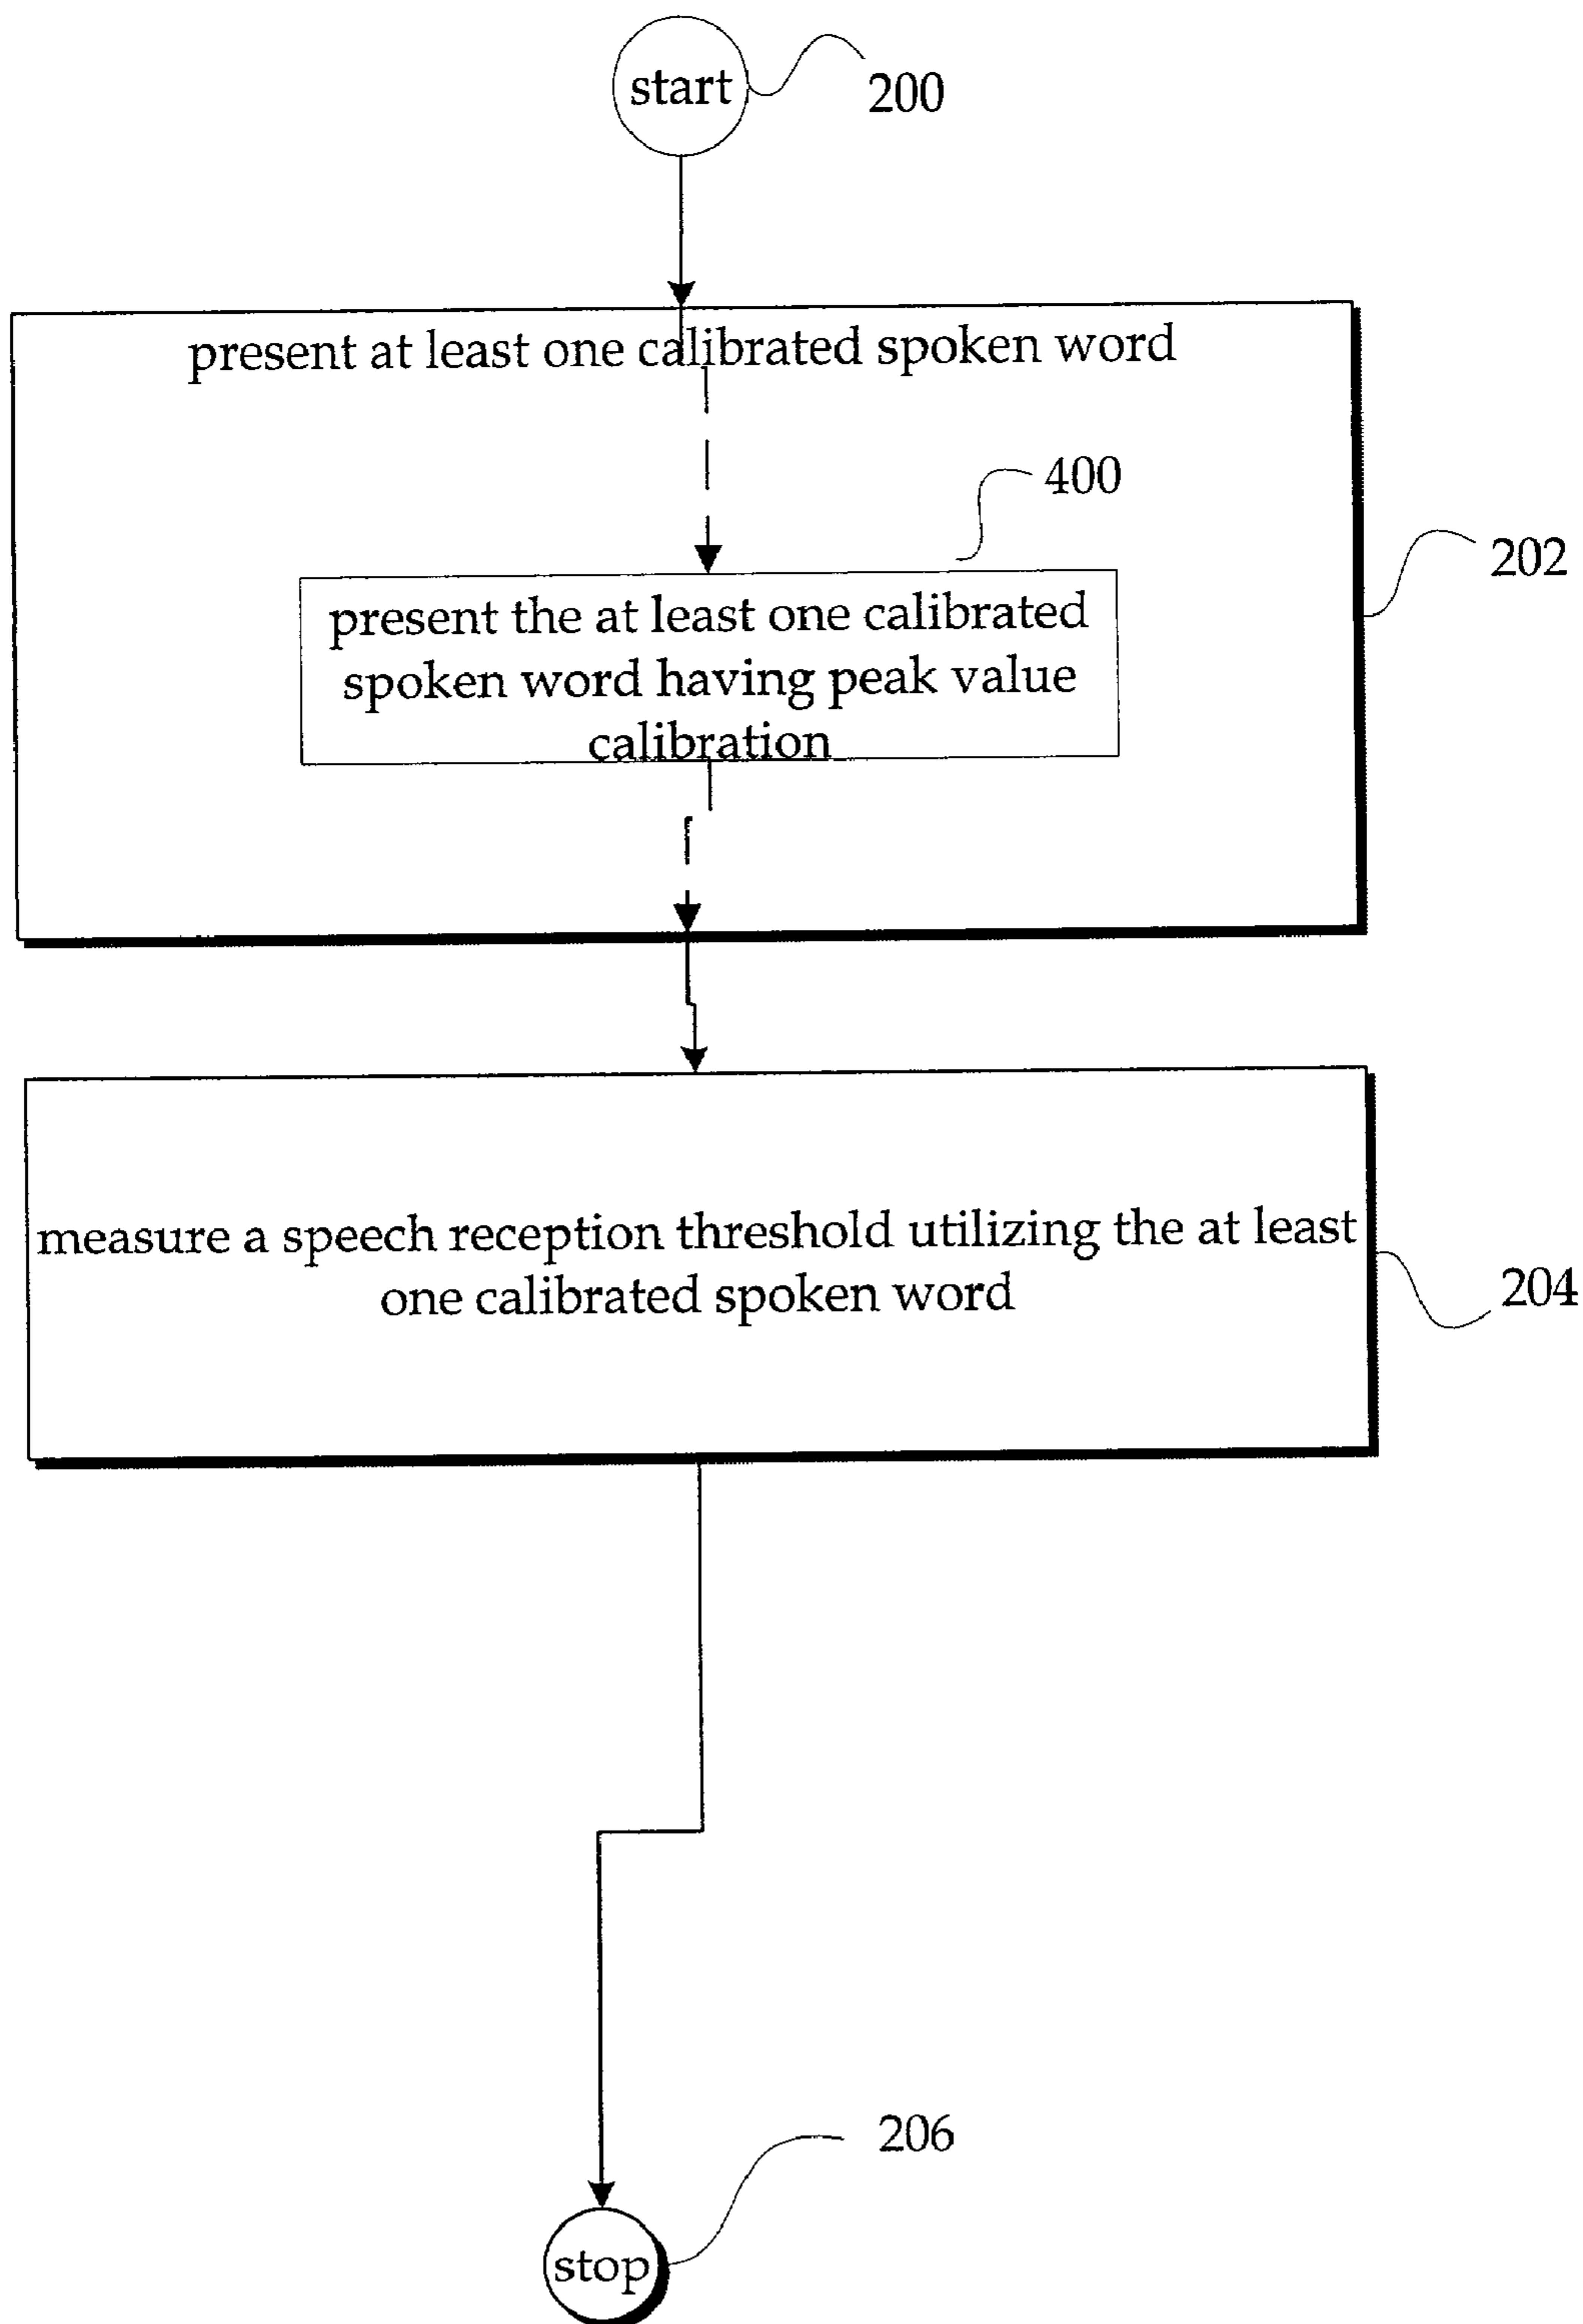 start
200
present at least one calibrated spoken word
400
202
present the at least one calibrated
spoken word having peak value
calibration
measure a speech reception threshold utilizing the at least
one calibrated spoken word
204
206
stop